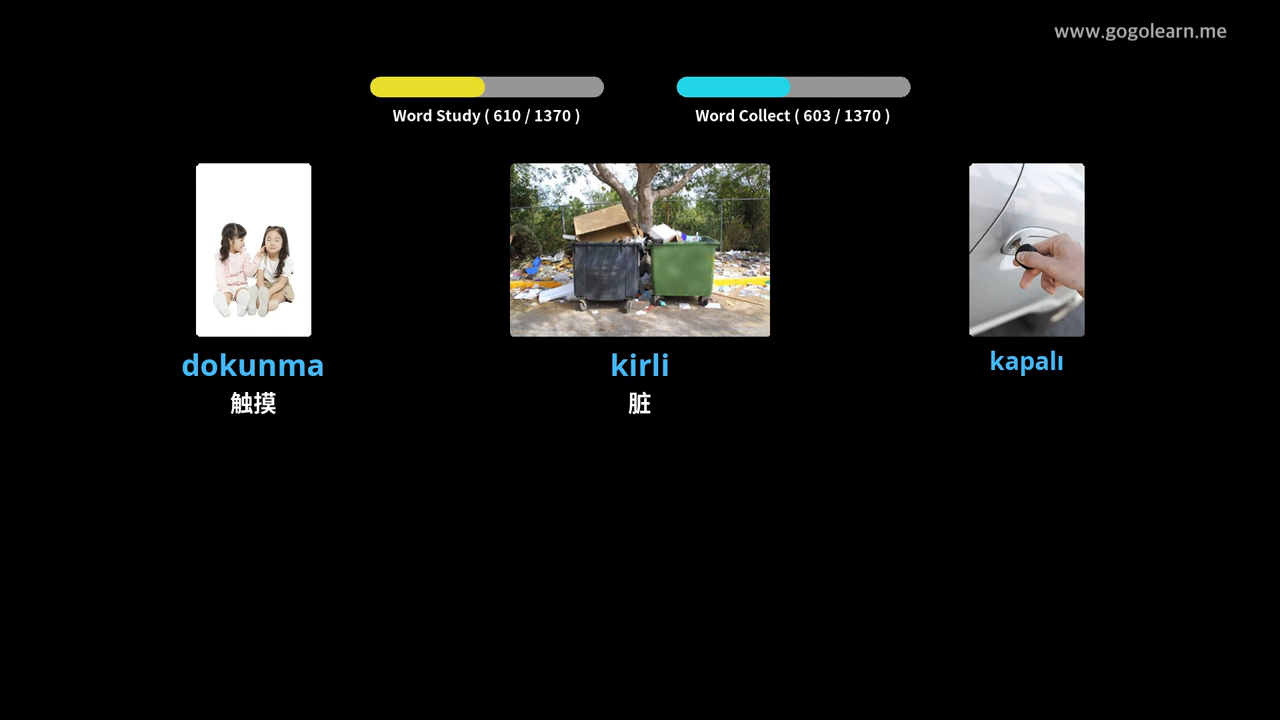 www.gogolearn.me
Word Study ( 610 / 1370 )
Word Collect ( 603 / 1370 )
dokunma
触摸
kirli
脏
kapalı